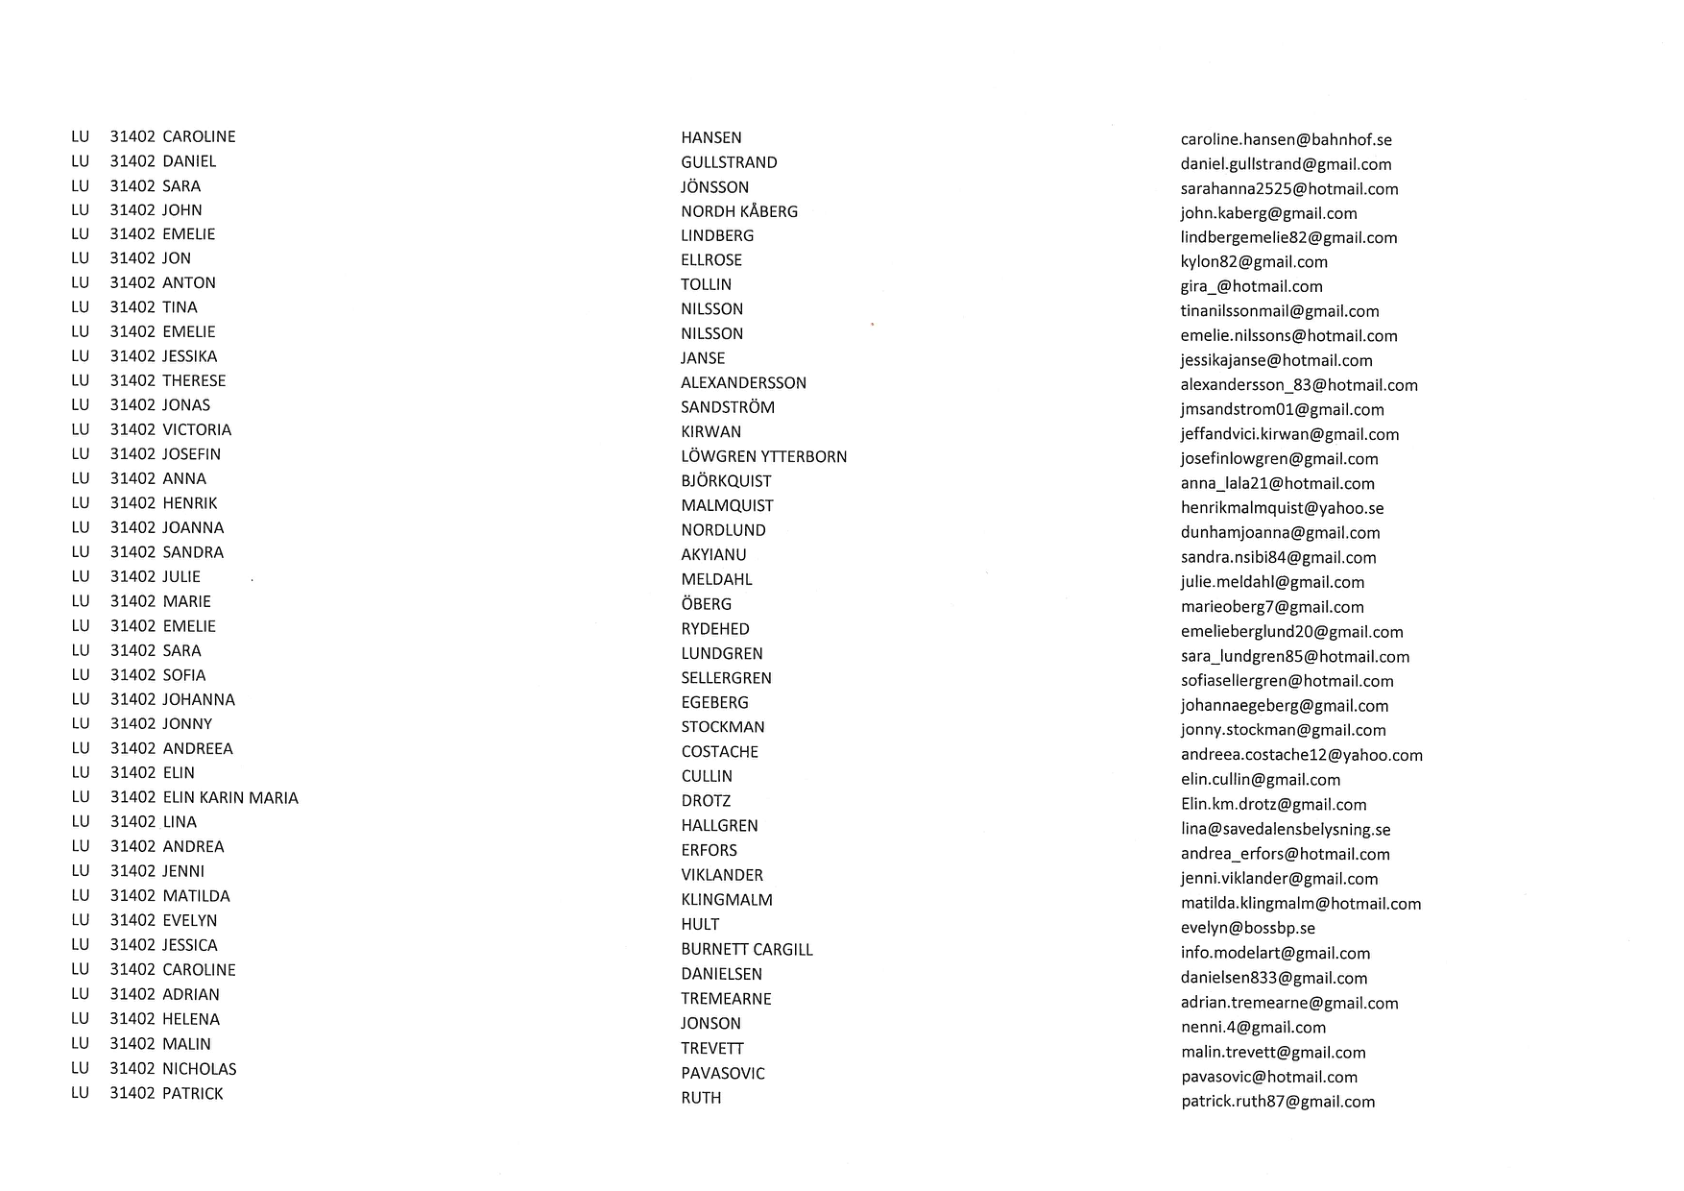 LU 31402 CAROLINE HANSEN caroline.hansen@bahnhof.se
LU 31402 DANIEL GULLSTRAND daniel.gullstrand@gmail.com
LU 31402 SARA JÖNSSON sarahanna2525@hotmail.com
LU 31402 JOHN NORDH KÅBERG john.kaberg@gmail.com
LU 31402 EMELIE LINDBERG lindbergemelie82@gmail.com
LU 31402 JON ELLROSE kylon82@gmail.com
LU 31402 ANTON TOLLIN gira_@hotmail.com
LU 31402 TINA NILSSON tinanilssonmail@gmail.com
LU 31402 EMELIE NILSSON emelie.nilssons@hotmail.com
LU 31402 JESSIKA JANSE jessikajanse@hotmail.com
LU 31402 THERESE ALEXANDERSSON alexandersson_83@hotmail.com
LU 31402 JONAS SANDSTRÖM jmsandstrom01@gmail.com
LU 31402 VICTORIA KIRWAN jeffandvici.kirwan@gmail.com
LU 31402 JOSEFIN LÖWGREN YTTERBORN josefinlowgren@gmail.com
LU 31402 ANNA BJÖRKQUIST anna_lala21@hotmail.com
LU 31402 HENRIK MALMQUIST henrikmalmquist@yahoo.se
LU 31402 JOANNA NORDLUND dunhamjoanna@gmail.com
LU 31402 SANDRA AKYIANU sandra.nsibi84@gmail.com
LU 31402 JULIE MELDAHL julie.meldahl@gmail.com
LU 31402 MARIE ÖBERG marieoberg7@gmail.com
LU 31402 EMELIE RYDEHED emelieberglund20@gmail.com
LU 31402 SARA LUNDGREN sara_lundgren85@hotmail.com
LU 31402 SOFIA SELLERGREN sofiasellergren@hotmail.com
LU 31402 JOHANNA EGEBERG johannaegeberg@gmail.com
LU 31402 JONNY STOCKMAN jonny.stockman@gmail.com
LU 31402 ANDREEA COSTACHE andreea.costache12@yahoo.com
LU 31402 ELIN CULLIN elin.cullin@gmail.com
LU 31402 ELIN KARIN MARIA DROTZ Elin.km.drotz@gmail.com
LU 31402 LINA HALLGREN lina@savedalensbelysning.se
LU 31402 ANDREA ERFORS andrea_erfors@hotmail.com
LU 31402 JENNI VIKLANDER jenni.viklander@gmail.com
LU 31402 MATILDA KLINGMALM matilda.klingmalm@hotmail.com
LU 31402 EVELYN HULT evelyn@bossbp.se
LU 31402 JESSICA BURNETT CARGILL info.modelart@gmail.com
LU 31402 CAROLINE DANIELSEN danielsen833@gmail.com
LU 31402 ADRIAN TREMEARNE adrian.tremearne@gmail.com
LU 31402 HELENA JONSON nenni.4@gmail.com
LU 31402 MALIN TREVETT malin.trevett@gmail.com
LU 31402 NICHOLAS PAVASOVIC pavasovic@hotmail.com
LU 31402 PATRICK RUTH patrick.ruth87@gmail.com